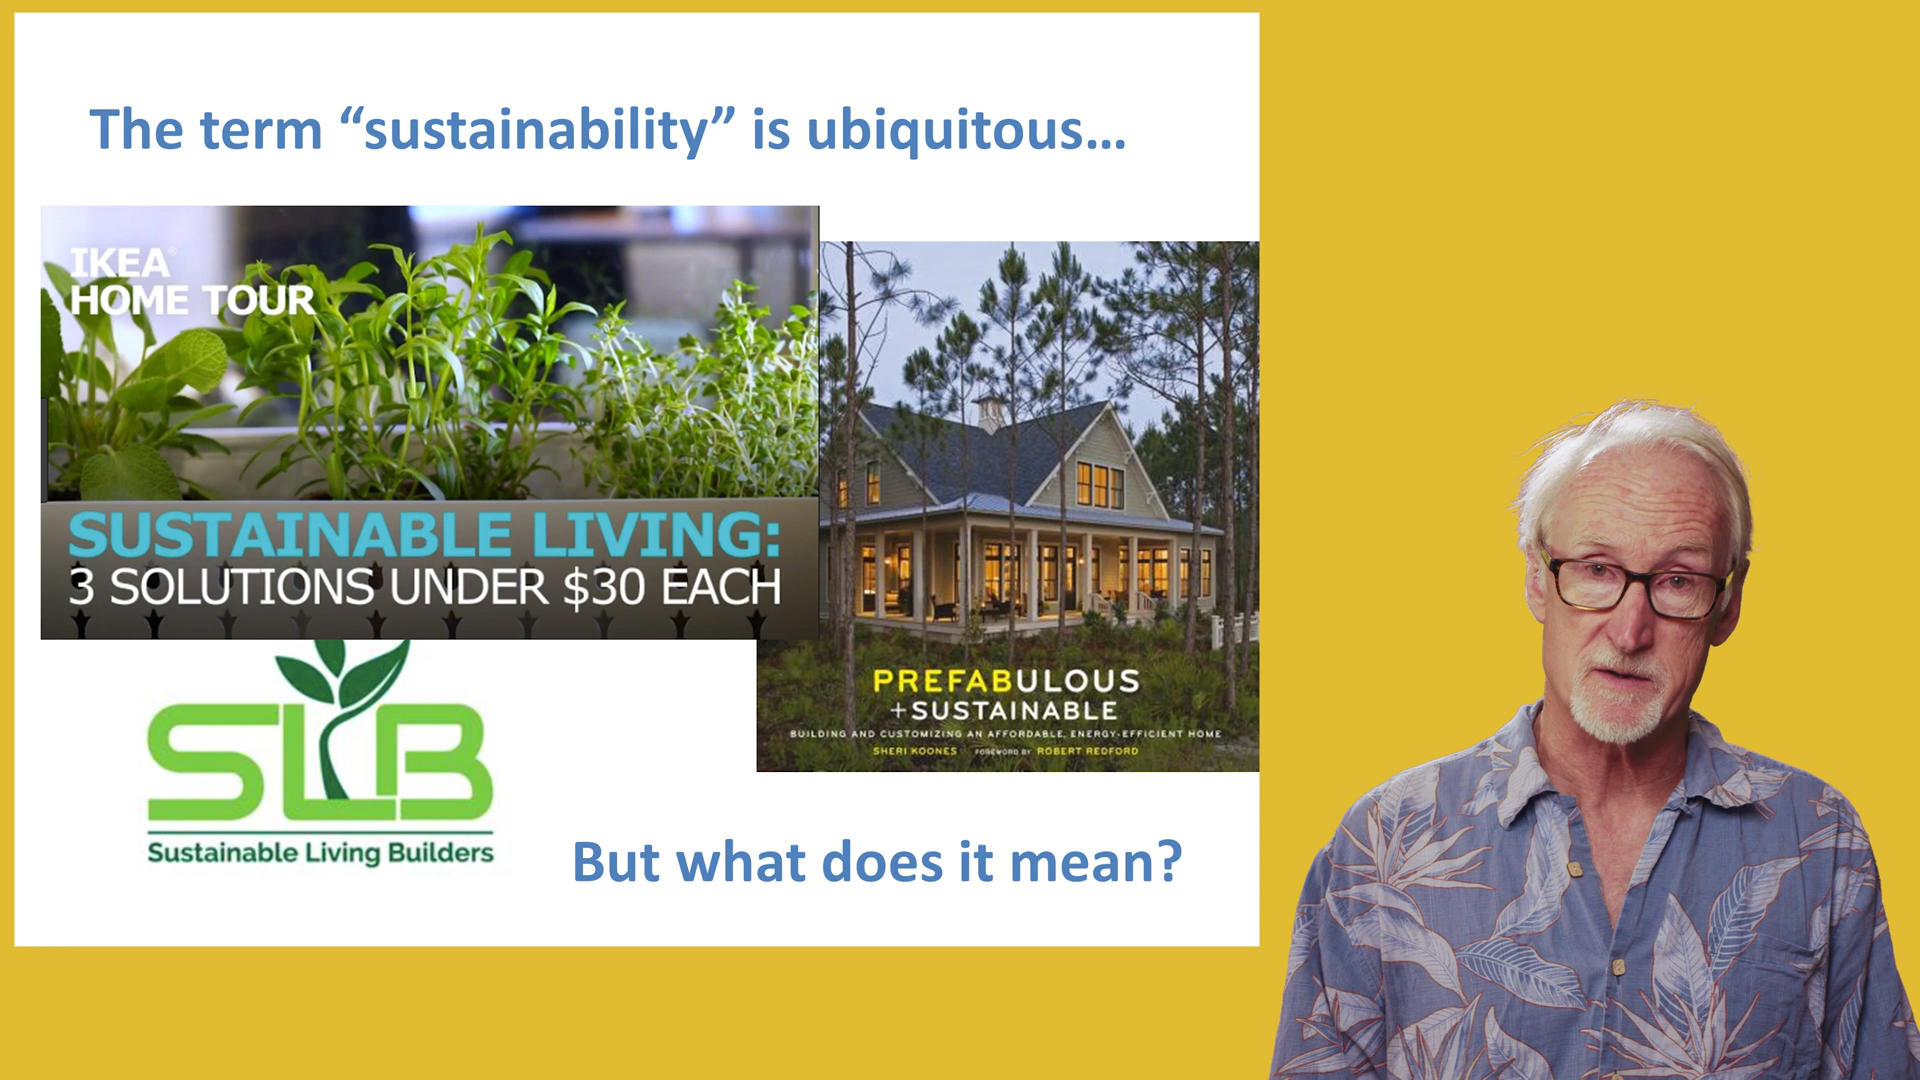 The term “sustainability” is ubiquitous…
IKEA®
HOME TOUR
SUSTAINABLE LIVING:
3 SOLUTIONS UNDER $30 EACH
PREFABULOUS
+SUSTAINABLE
BUILDING AND CUSTOMIZING AN AFFORDABLE, ENERGY-EFFICIENT HOME
SHERI KOONES FOREWORD BY ROBERT REDFORD
SLB
Sustainable Living Builders
But what does it mean?